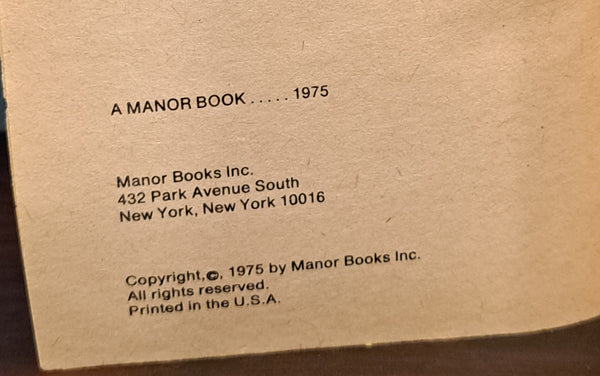 A MANOR BOOK ..... 1975
Manor Books Inc.
432 Park Avenue South
New York, New York 10016
Copyright,©, 1975 by Manor Books Inc.
All rights reserved.
Printed in the U.S.A.